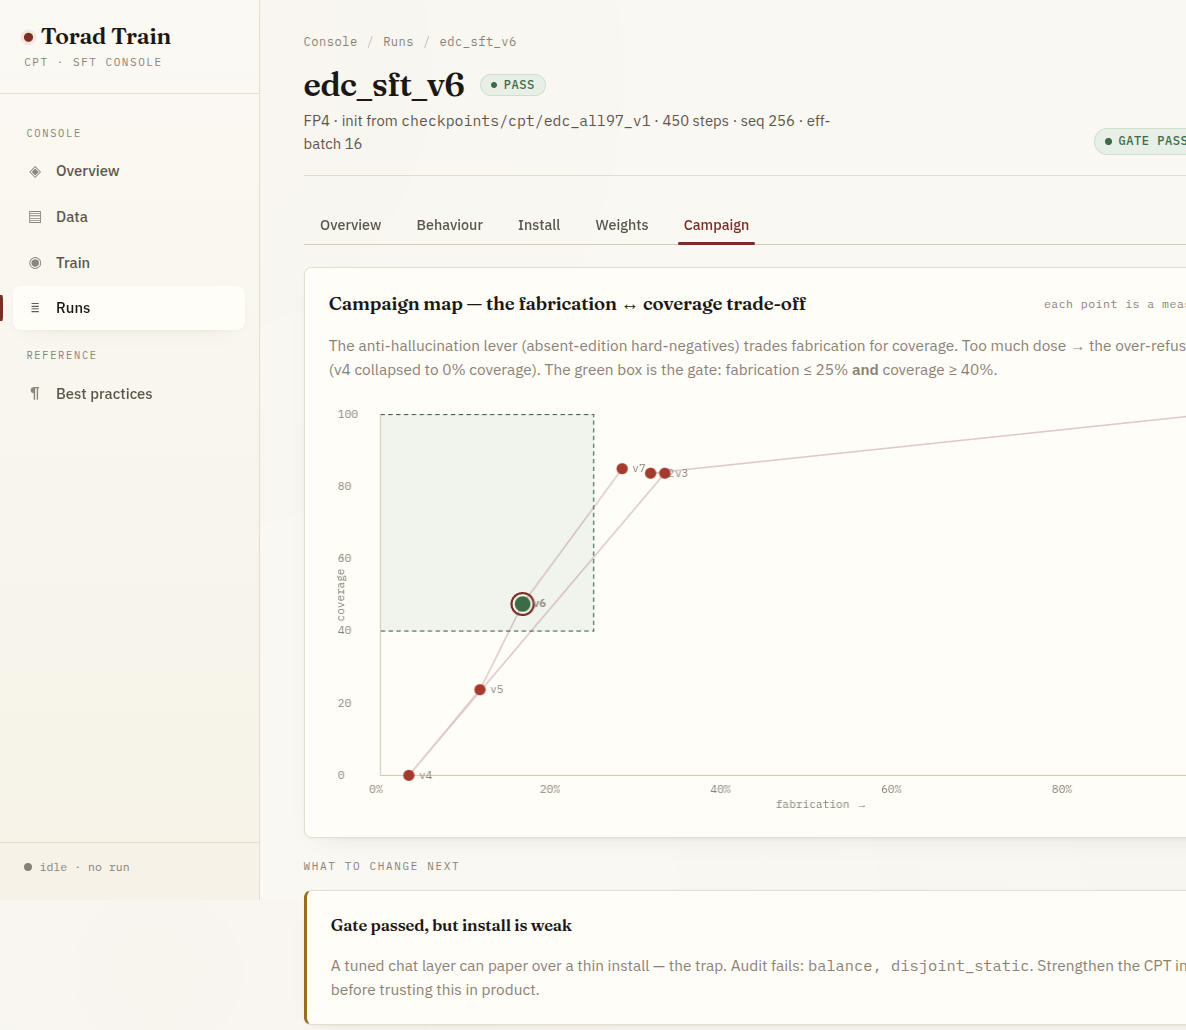 Torad Train
CPT · SFT CONSOLE
CONSOLE
Overview
Data
Train
Runs
REFERENCE
Best practices
idle · no run
Console / Runs / edc_sft_v6
edc_sft_v6
PASS
FP4 · init from checkpoints/cpt/edc_all97_v1 · 450 steps · seq 256 · eff-
batch 16
GATE PASS
Overview Behaviour Install Weights Campaign
Campaign map — the fabrication ↔ coverage trade-off
each point is a meas
The anti-hallucination lever (absent-edition hard-negatives) trades fabrication for coverage. Too much dose → the over-refus
(v4 collapsed to 0% coverage). The green box is the gate: fabrication ≤ 25% and coverage ≥ 40%.
100
80
60
40
20
0
coverage
v7
v3
v6
v5
v4
0% 20% 40% 60% 80%
fabrication →
WHAT TO CHANGE NEXT
Gate passed, but install is weak
A tuned chat layer can paper over a thin install — the trap. Audit fails: balance, disjoint_static. Strengthen the CPT in
before trusting this in product.